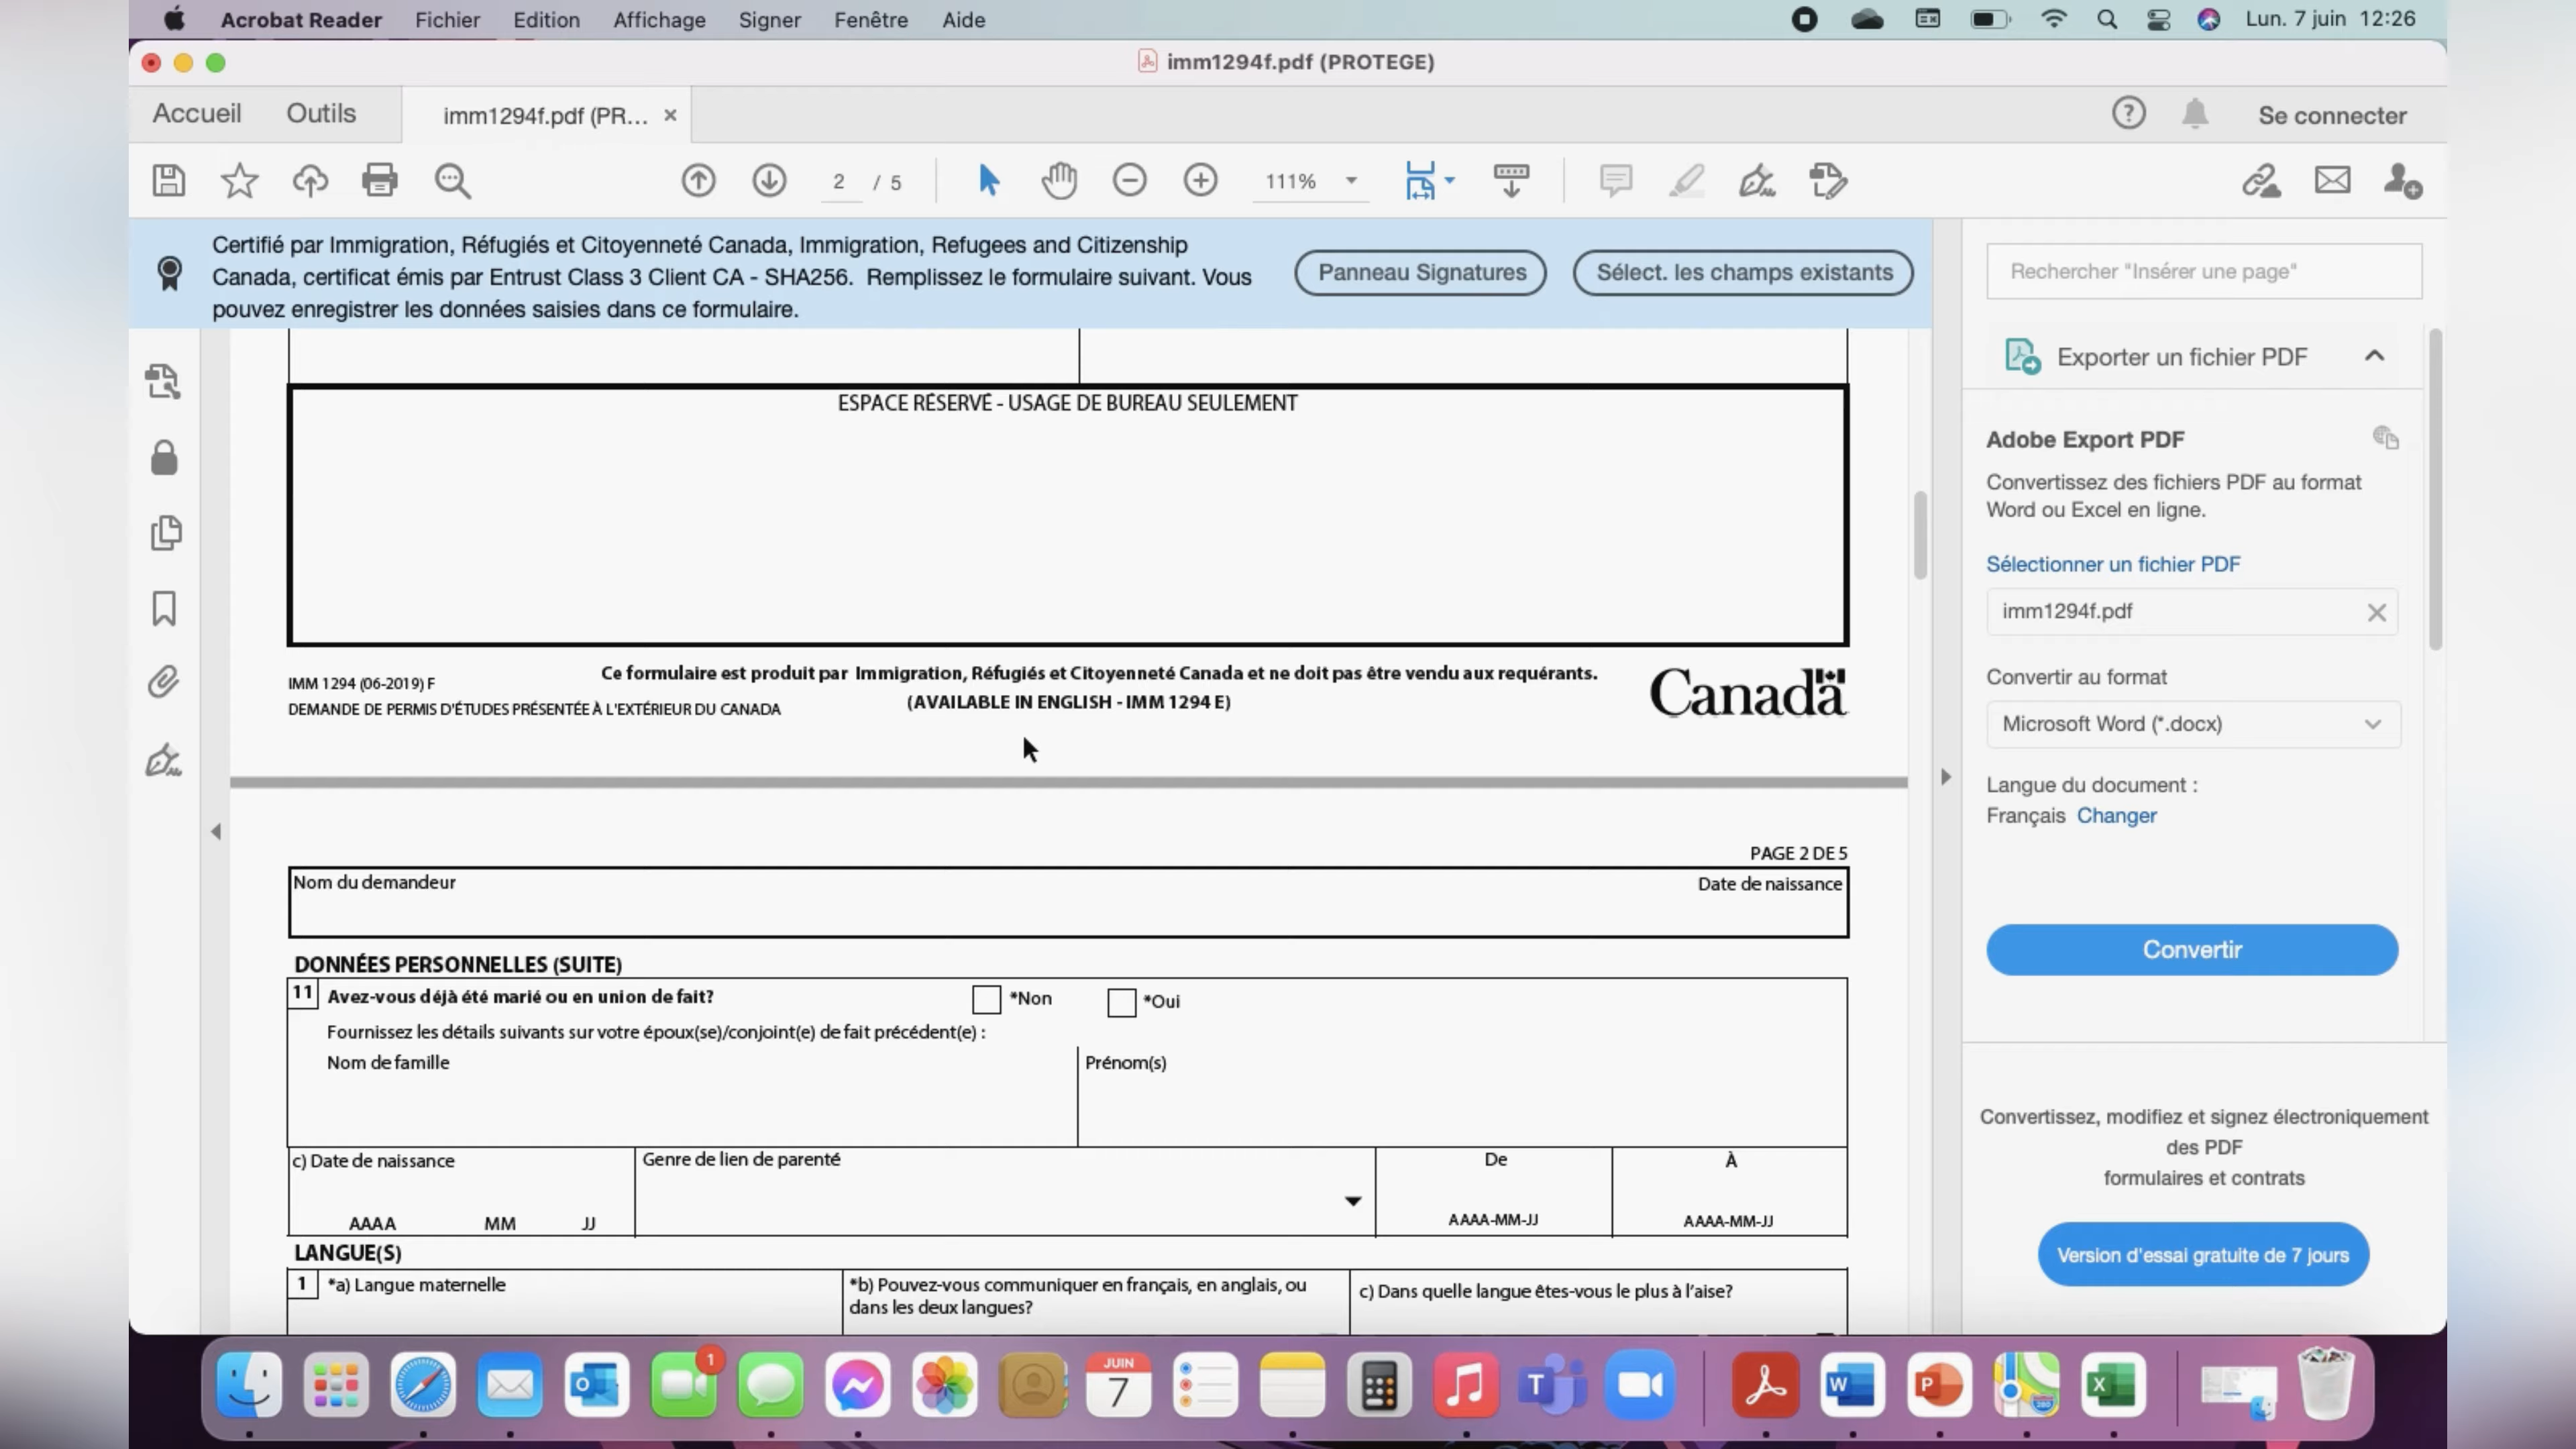 Acrobat Reader Fichier Edition Affichage Signer Fenêtre Aide Lun. 7 juin 12:26
imm1294f.pdf (PROTEGE)
Accueil Outils imm1294f.pdf (PR... × ? Se connecter
2 / 5 111%
Certifié par Immigration, Réfugiés et Citoyenneté Canada, Immigration, Refugees and Citizenship
Canada, certificat émis par Entrust Class 3 Client CA - SHA256. Remplissez le formulaire suivant. Vous
pouvez enregistrer les données saisies dans ce formulaire.
Panneau Signatures Sélect. les champs existants
Rechercher "Insérer une page"
Exporter un fichier PDF
Adobe Export PDF
Convertissez des fichiers PDF au format
Word ou Excel en ligne.
Sélectionner un fichier PDF
imm1294f.pdf
Convertir au format
Microsoft Word (*.docx)
Langue du document :
Français Changer
Convertir
Convertissez, modifiez et signez électroniquement
des PDF
formulaires et contrats
Version d'essai gratuite de 7 jours
ESPACE RÉSERVÉ - USAGE DE BUREAU SEULEMENT
Ce formulaire est produit par Immigration, Réfugiés et Citoyenneté Canada et ne doit pas être vendu aux requérants.
IMM 1294 (06-2019) F
(AVAILABLE IN ENGLISH - IMM 1294 E)
DEMANDE DE PERMIS D'ÉTUDES PRÉSENTÉE À L'EXTÉRIEUR DU CANADA
Canada
PAGE 2 DE 5
Nom du demandeur Date de naissance
DONNÉES PERSONNELLES (SUITE)
11 Avez-vous déjà été marié ou en union de fait? *Non *Oui
Fournissez les détails suivants sur votre époux(se)/conjoint(e) de fait précédent(e) :
Nom de famille Prénom(s)
c) Date de naissance Genre de lien de parenté De À
AAAA MM JJ AAAA-MM-JJ AAAA-MM-JJ
LANGUE(S)
1 *a) Langue maternelle *b) Pouvez-vous communiquer en français, en anglais, ou c) Dans quelle langue êtes-vous le plus à l'aise?
dans les deux langues?
1
JUIN
7
O
T
W
P
X
280